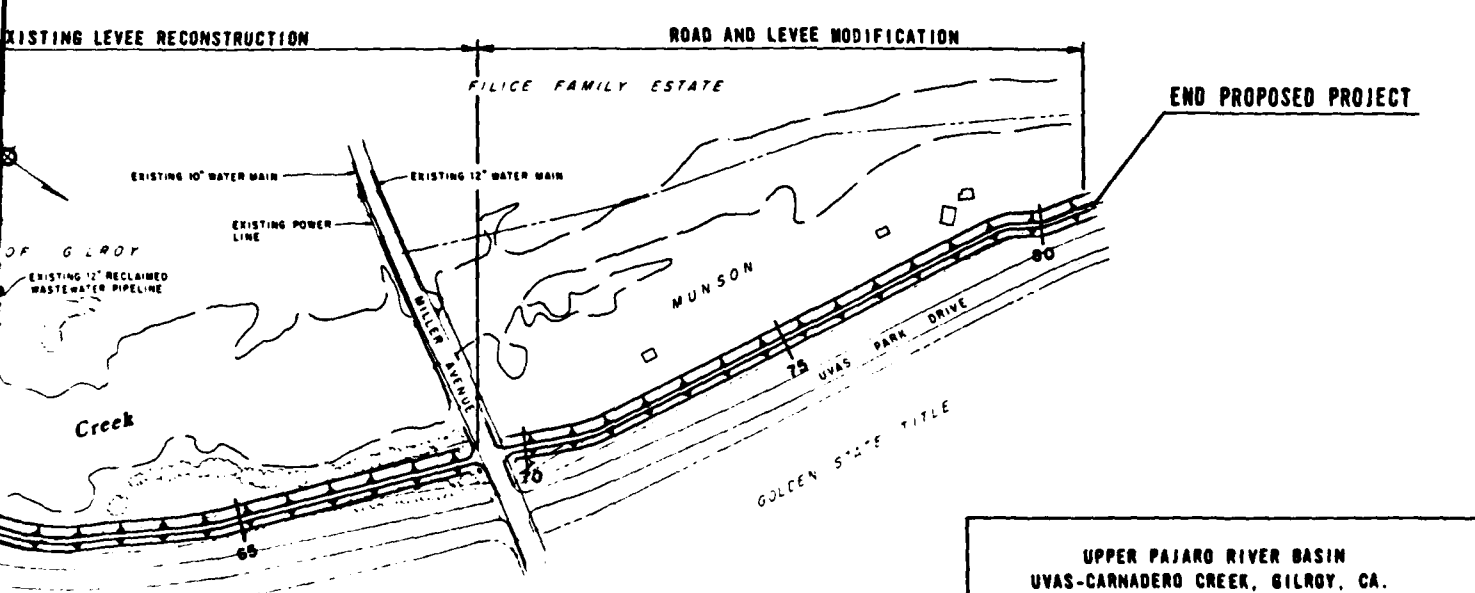 XISTING LEVEE RECONSTRUCTION
ROAD AND LEVEE MODIFICATION
FILICE FAMILY ESTATE
END PROPOSED PROJECT
EXISTING 10" WATER MAIN
EXISTING 12" WATER MAIN
EXISTING POWER
LINE
OF GILROY
EXISTING 12" RECLAIMED
WASTEWATER PIPELINE
MUNSON
MILLER AVENUE
80
UVAS PARK DRIVE
75
Creek
GOLDEN STATE TITLE
70
65
UPPER PAJARO RIVER BASIN
UVAS-CARNADERO CREEK, GILROY, CA.